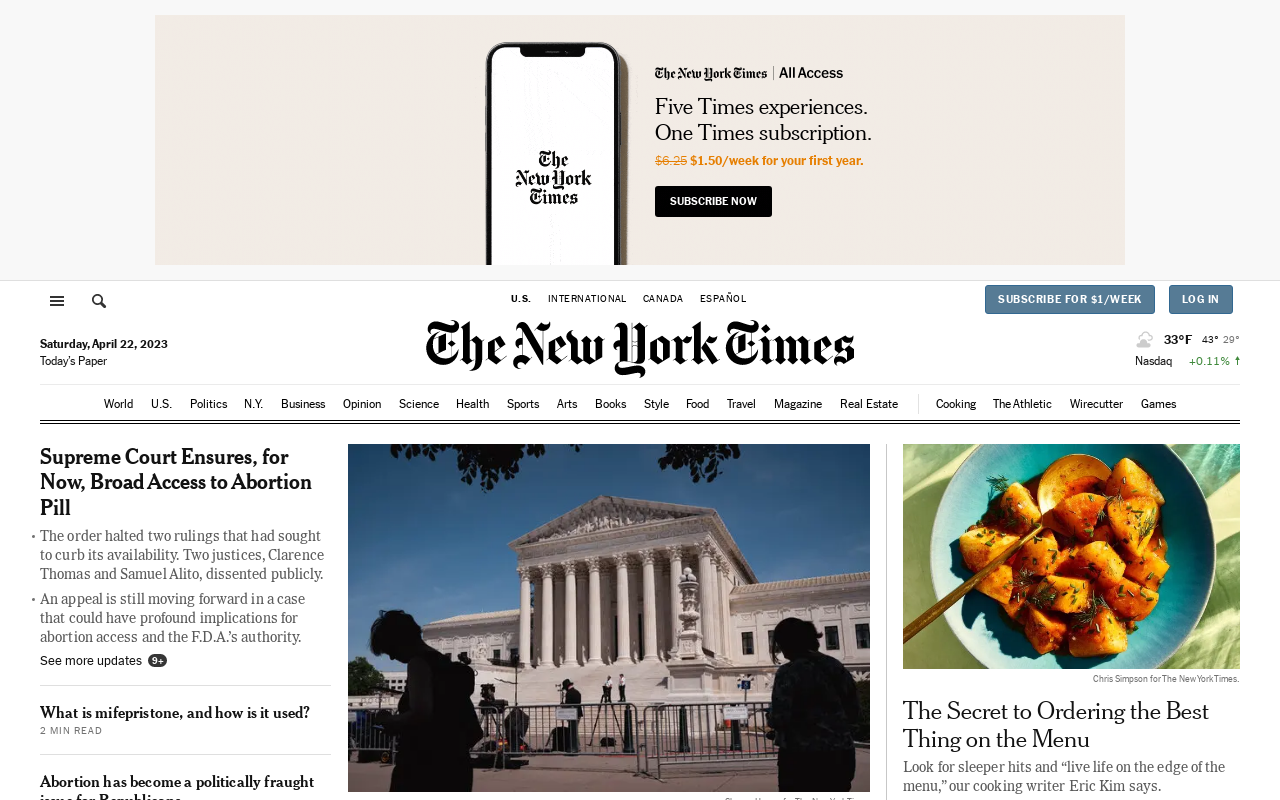 The New York Times
The New York Times | All Access
Five Times experiences.
One Times subscription.
$6.25 $1.50/week for your first year.
SUBSCRIBE NOW
U.S. INTERNATIONAL CANADA ESPAÑOL
SUBSCRIBE FOR $1/WEEK LOG IN
Saturday, April 22, 2023
Today's Paper
The New York Times
33°F 43° 29°
Nasdaq +0.11% ↑
World U.S. Politics N.Y. Business Opinion Science Health Sports Arts Books Style Food Travel Magazine Real Estate Cooking The Athletic Wirecutter Games
Supreme Court Ensures, for
Now, Broad Access to Abortion
Pill
• The order halted two rulings that had sought
to curb its availability. Two justices, Clarence
Thomas and Samuel Alito, dissented publicly.
• An appeal is still moving forward in a case
that could have profound implications for
abortion access and the F.D.A.'s authority.
See more updates 9+
What is mifepristone, and how is it used?
2 MIN READ
Abortion has become a politically fraught
issue for Republicans
Chris Simpson for The New York Times.
The Secret to Ordering the Best
Thing on the Menu
Look for sleeper hits and “live life on the edge of the
menu,” our cooking writer Eric Kim says.